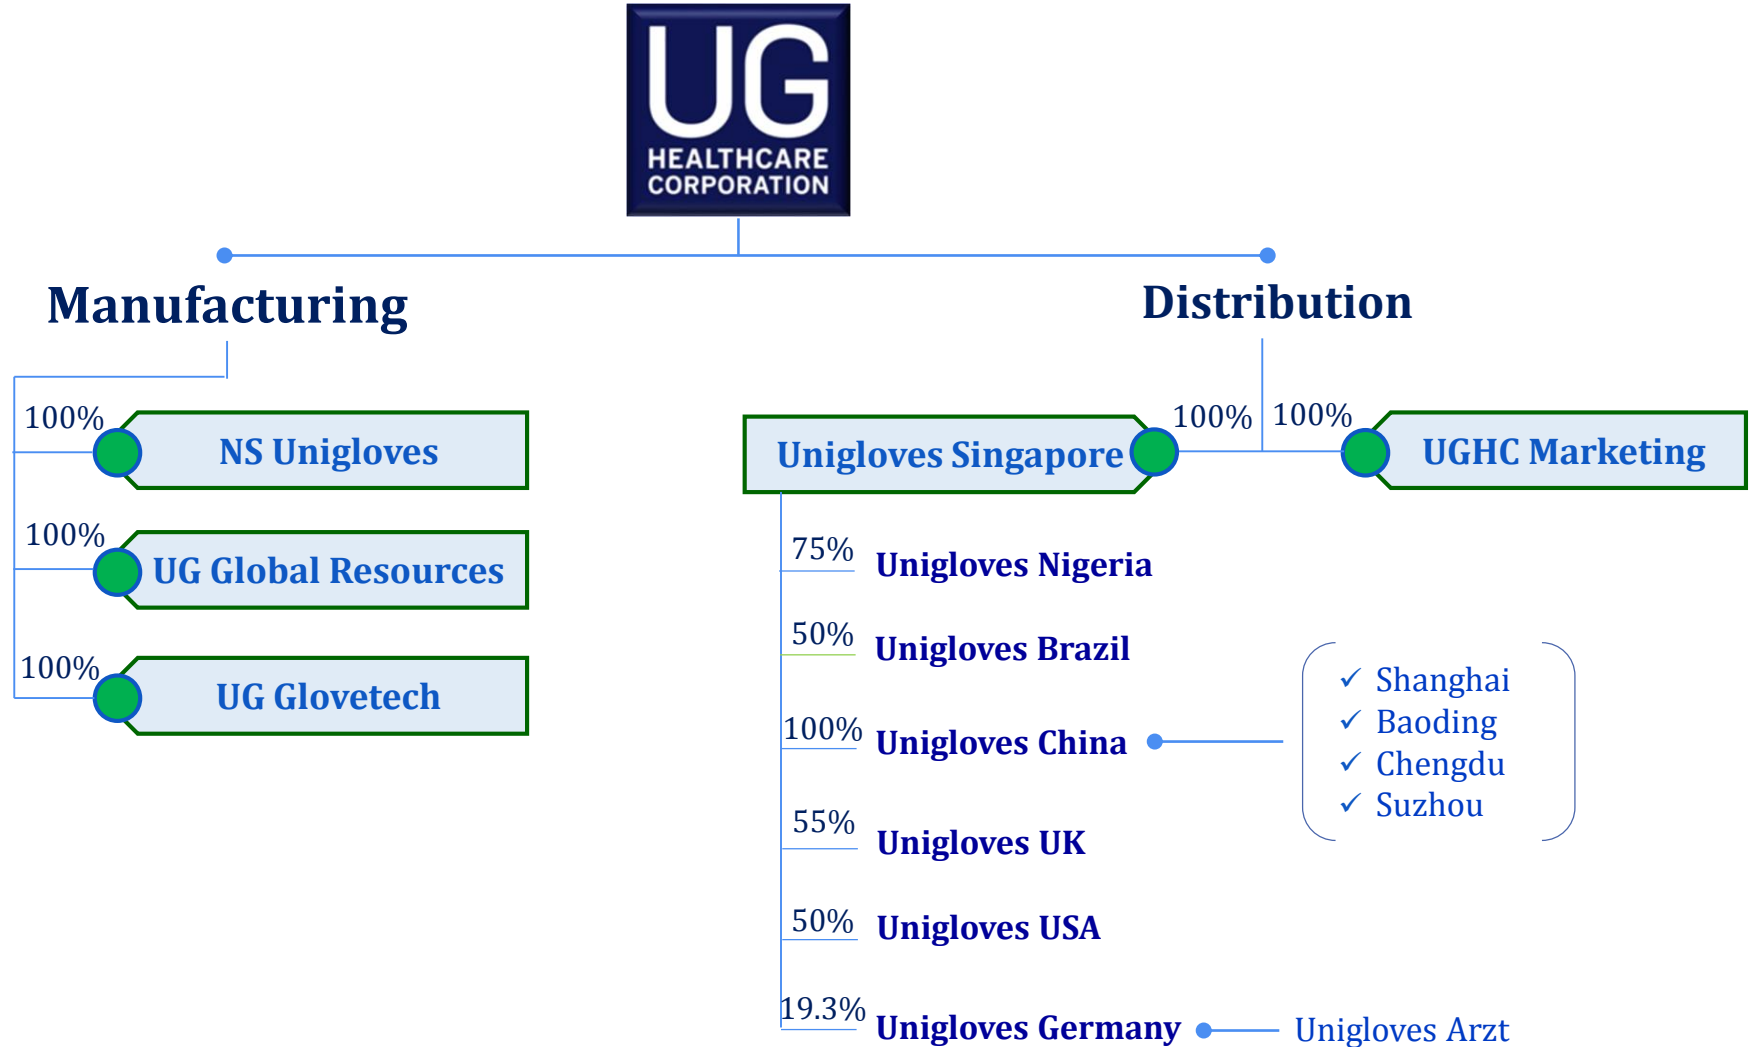 UG
HEALTHCARE
CORPORATION
Manufacturing
100%
NS Unigloves
100%
UG Global Resources
100%
UG Glovetech
Distribution
100%
100%
Unigloves Singapore
UGHC Marketing
75%
Unigloves Nigeria
50%
Unigloves Brazil
100%
Unigloves China
✓ Shanghai
✓ Baoding
✓ Chengdu
✓ Suzhou
55%
Unigloves UK
50%
Unigloves USA
19.3%
Unigloves Germany
Unigloves Arzt